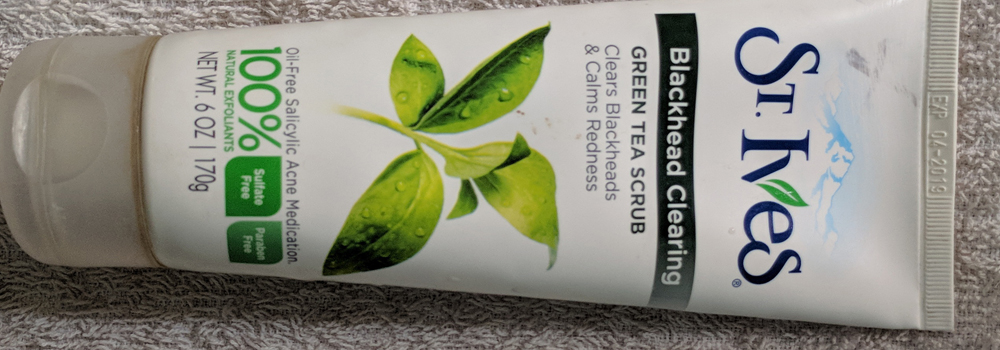 EXP 04-2019
St. Ives®
Blackhead Clearing
GREEN TEA SCRUB
Clears Blackheads
& Calms Redness
Oil-Free Salicylic Acne Medication
100%
NATURAL EXFOLIANTS
Sulfate
Free
Paraben
Free
NET WT. 6 OZ | 170g